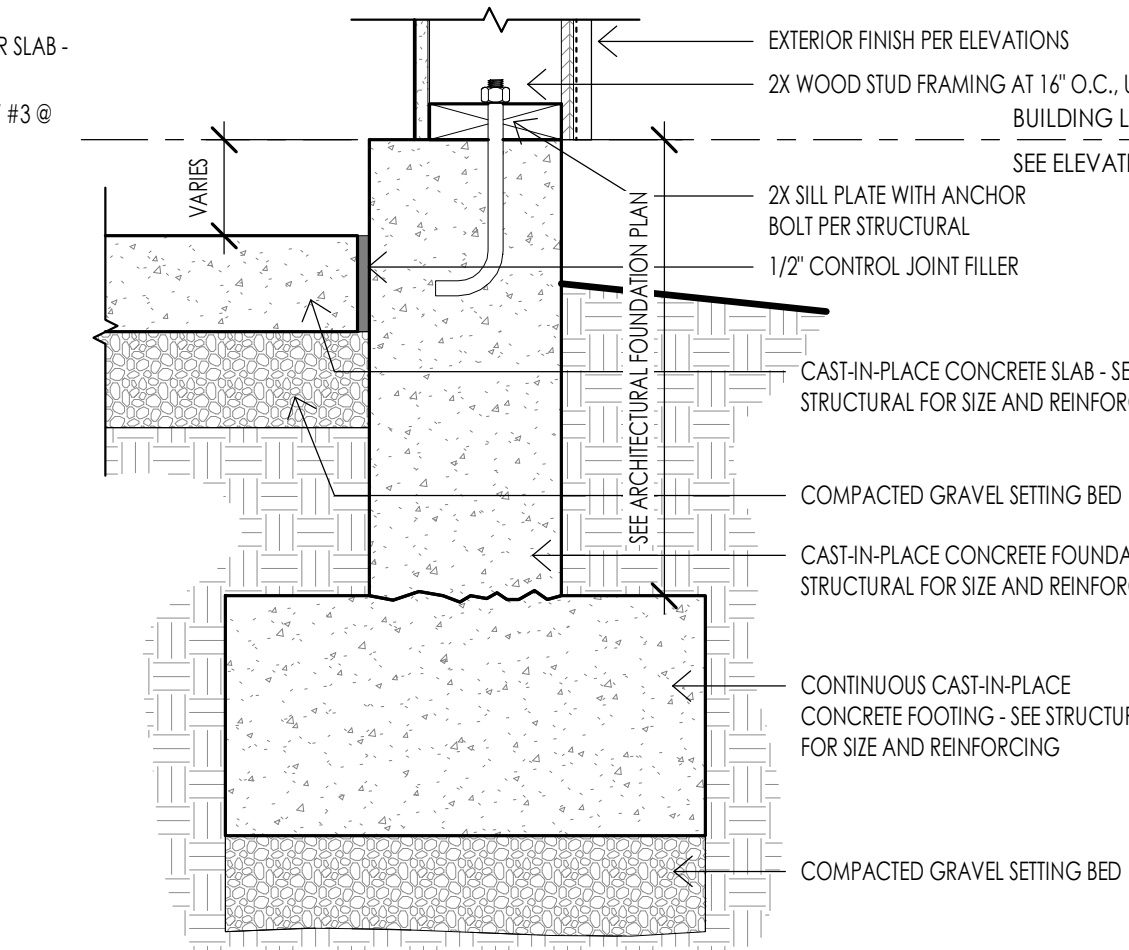 R SLAB -
#3 @
EXTERIOR FINISH PER ELEVATIONS
2X WOOD STUD FRAMING AT 16" O.C., U
BUILDING L
SEE ELEVATI
VARIES
2X SILL PLATE WITH ANCHOR
BOLT PER STRUCTURAL
1/2" CONTROL JOINT FILLER
SEE ARCHITECTURAL FOUNDATION PLAN
CAST-IN-PLACE CONCRETE SLAB - SE
STRUCTURAL FOR SIZE AND REINFOR
COMPACTED GRAVEL SETTING BED
CAST-IN-PLACE CONCRETE FOUNDA
STRUCTURAL FOR SIZE AND REINFOR
CONTINUOUS CAST-IN-PLACE
CONCRETE FOOTING - SEE STRUCTUR
FOR SIZE AND REINFORCING
COMPACTED GRAVEL SETTING BED